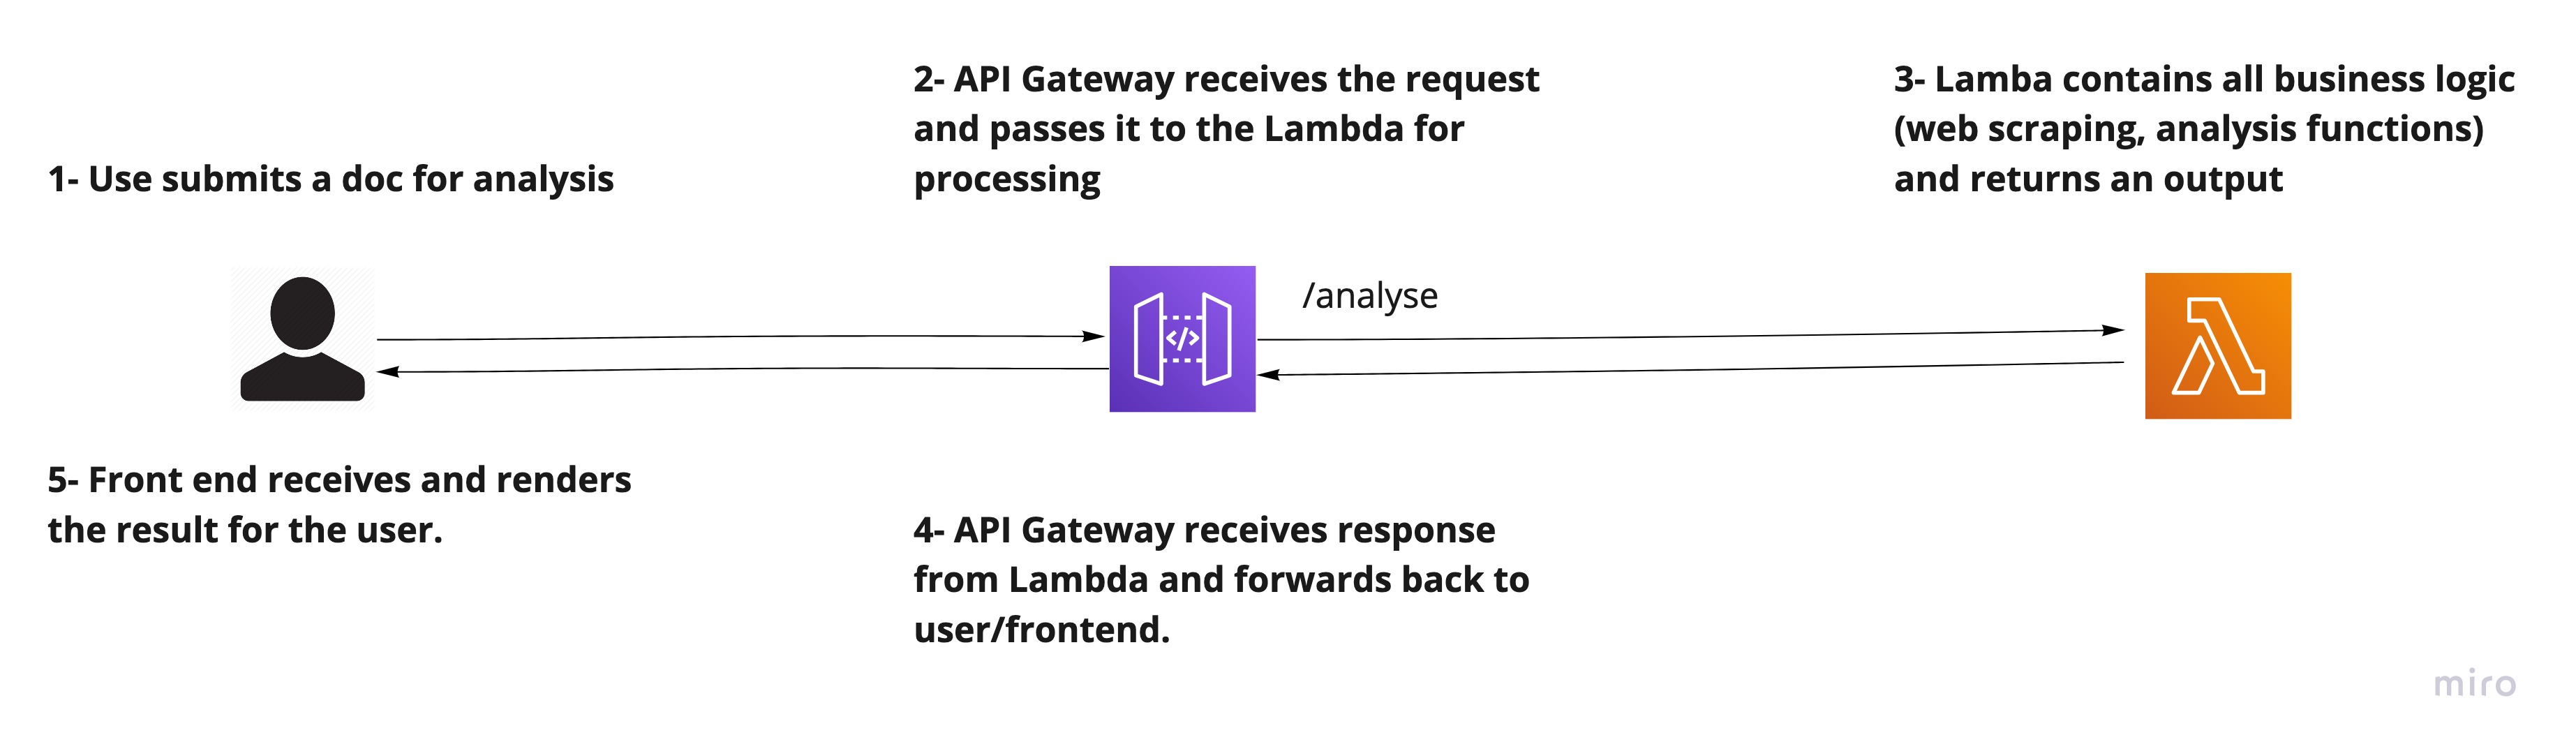 1- Use submits a doc for analysis
2- API Gateway receives the request
and passes it to the Lambda for
processing
3- Lamba contains all business logic
(web scraping, analysis functions)
and returns an output
/analyse
</>
5- Front end receives and renders
the result for the user.
4- API Gateway receives response
from Lambda and forwards back to
user/frontend.
miro